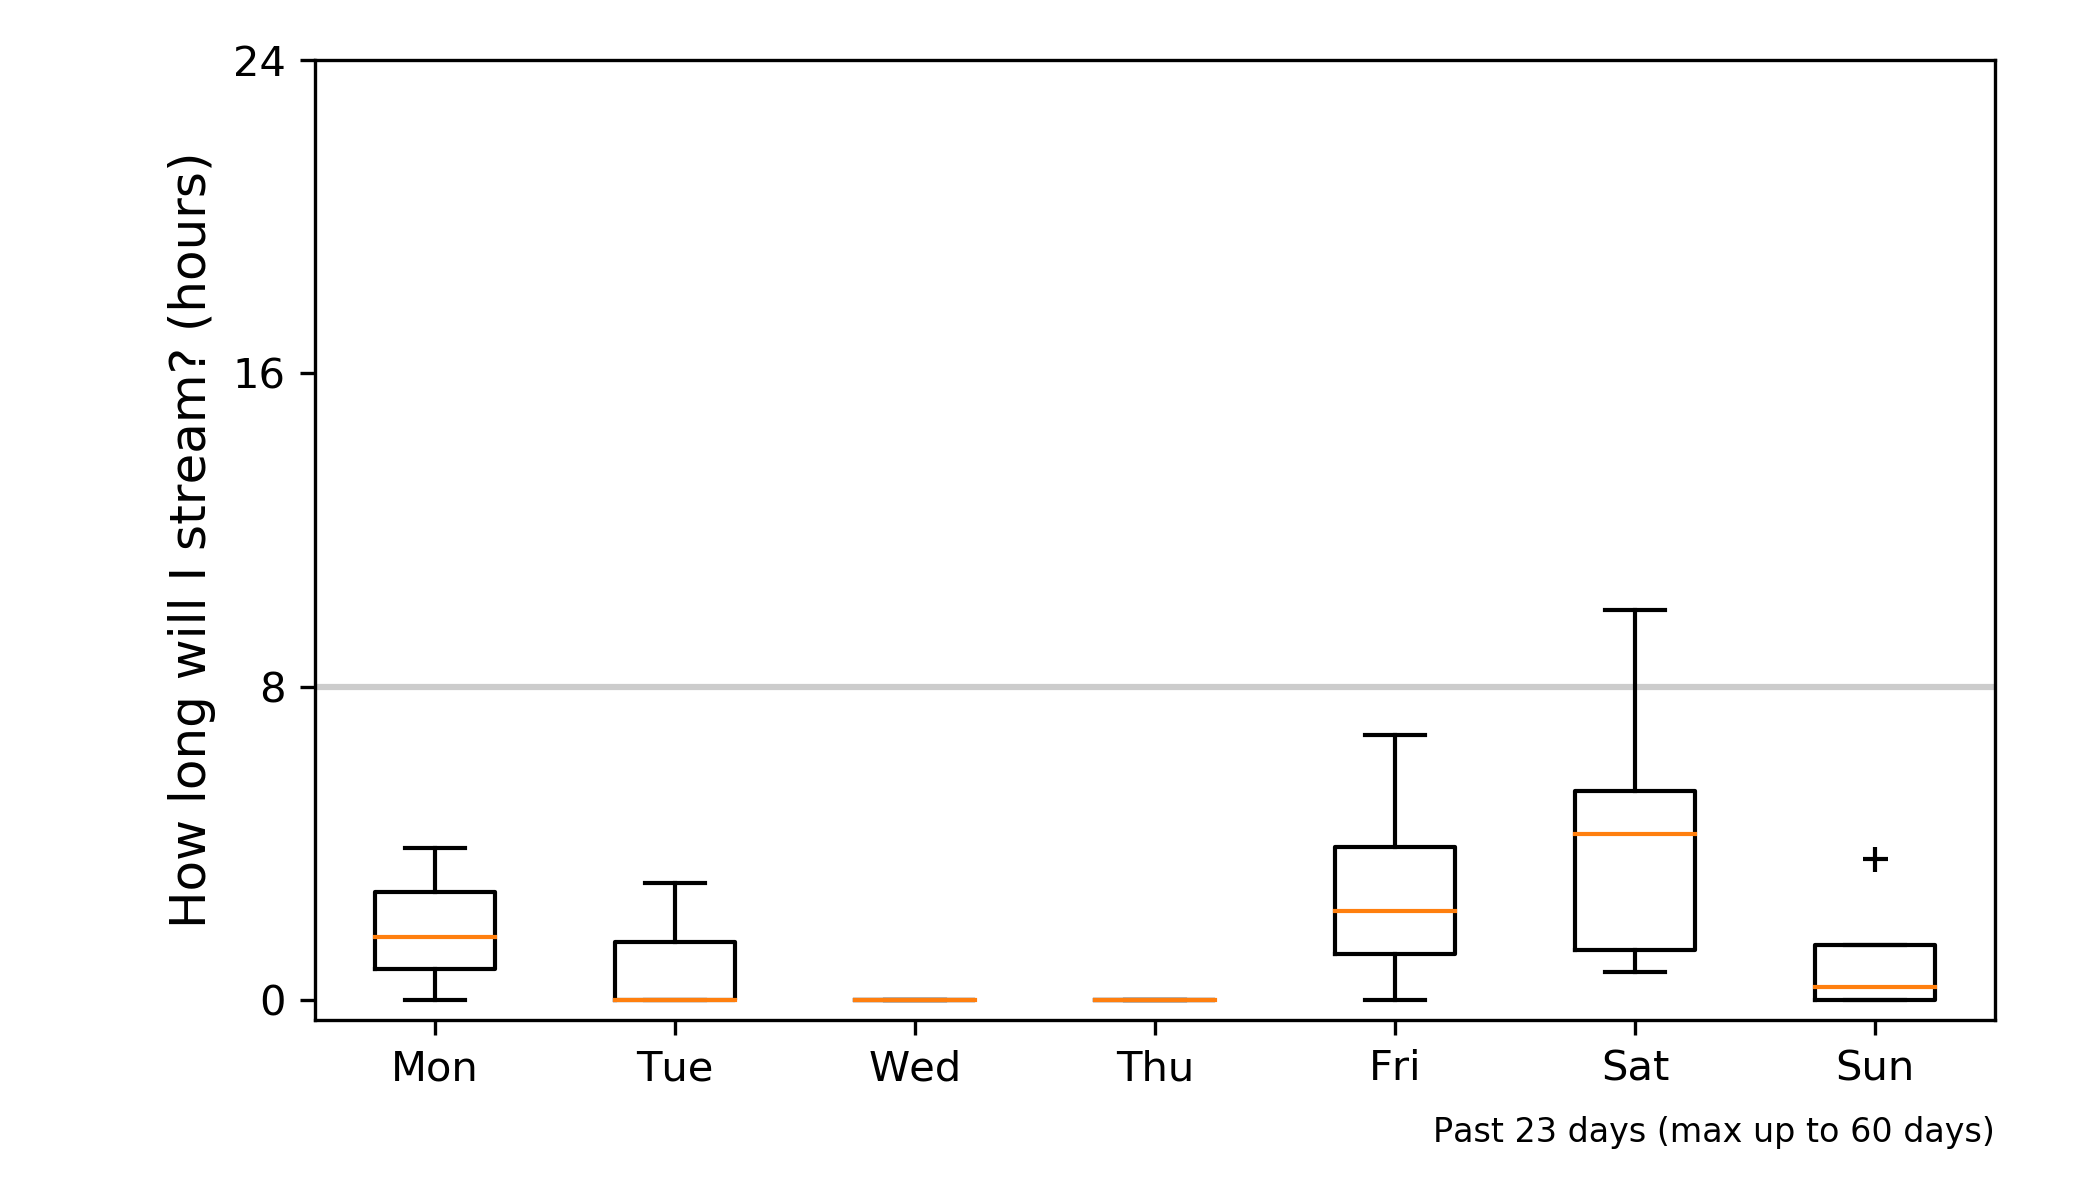 How long will I stream? (hours)
24
16
8
0
Mon Tue Wed Thu Fri Sat Sun
Past 23 days (max up to 60 days)